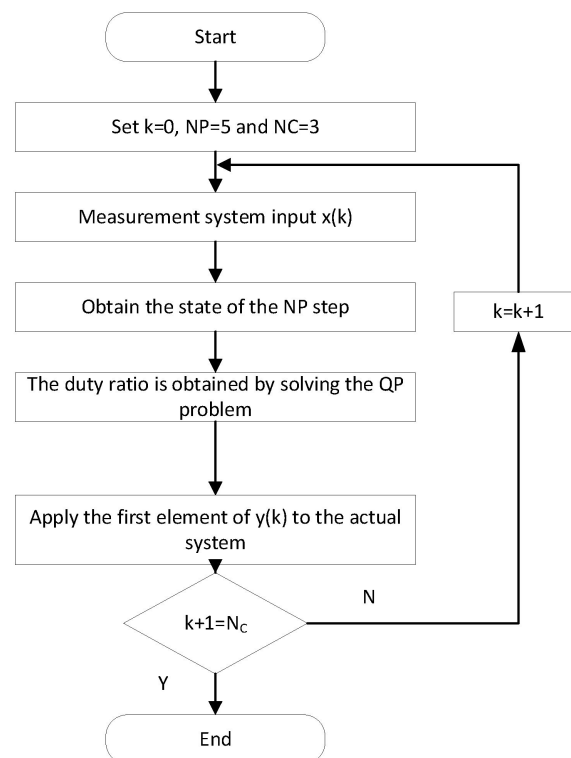 Start
Set k=0, NP=5 and NC=3
Measurement system input x(k)
Obtain the state of the NP step
k=k+1
The duty ratio is obtained by solving the QP
problem
Apply the first element of y(k) to the actual
system
N
k+1=N_C
Y
End